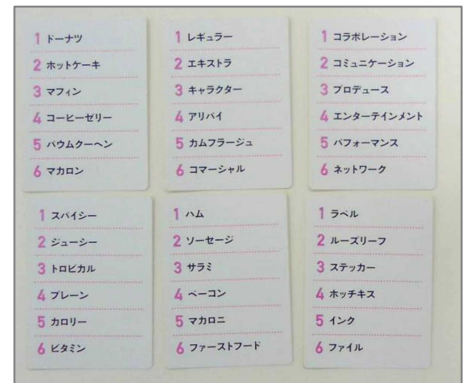 1 ドーナツ
2 ホットケーキ
3 マフィン
4 コーヒーゼリー
5 バウムクーヘン
6 マカロン
1 レギュラー
2 エキストラ
3 キャラクター
4 アリバイ
5 カムフラージュ
6 コマーシャル
1 コラボレーション
2 コミュニケーション
3 プロデュース
4 エンターテインメント
5 パフォーマンス
6 ネットワーク
1 スパイシー
2 ジューシー
3 トロピカル
4 プレーン
5 カロリー
6 ビタミン
1 ハム
2 ソーセージ
3 サラミ
4 ベーコン
5 マカロニ
6 ファーストフード
1 ラベル
2 ルーズリーフ
3 ステッカー
4 ホッチキス
5 インク
6 ファイル